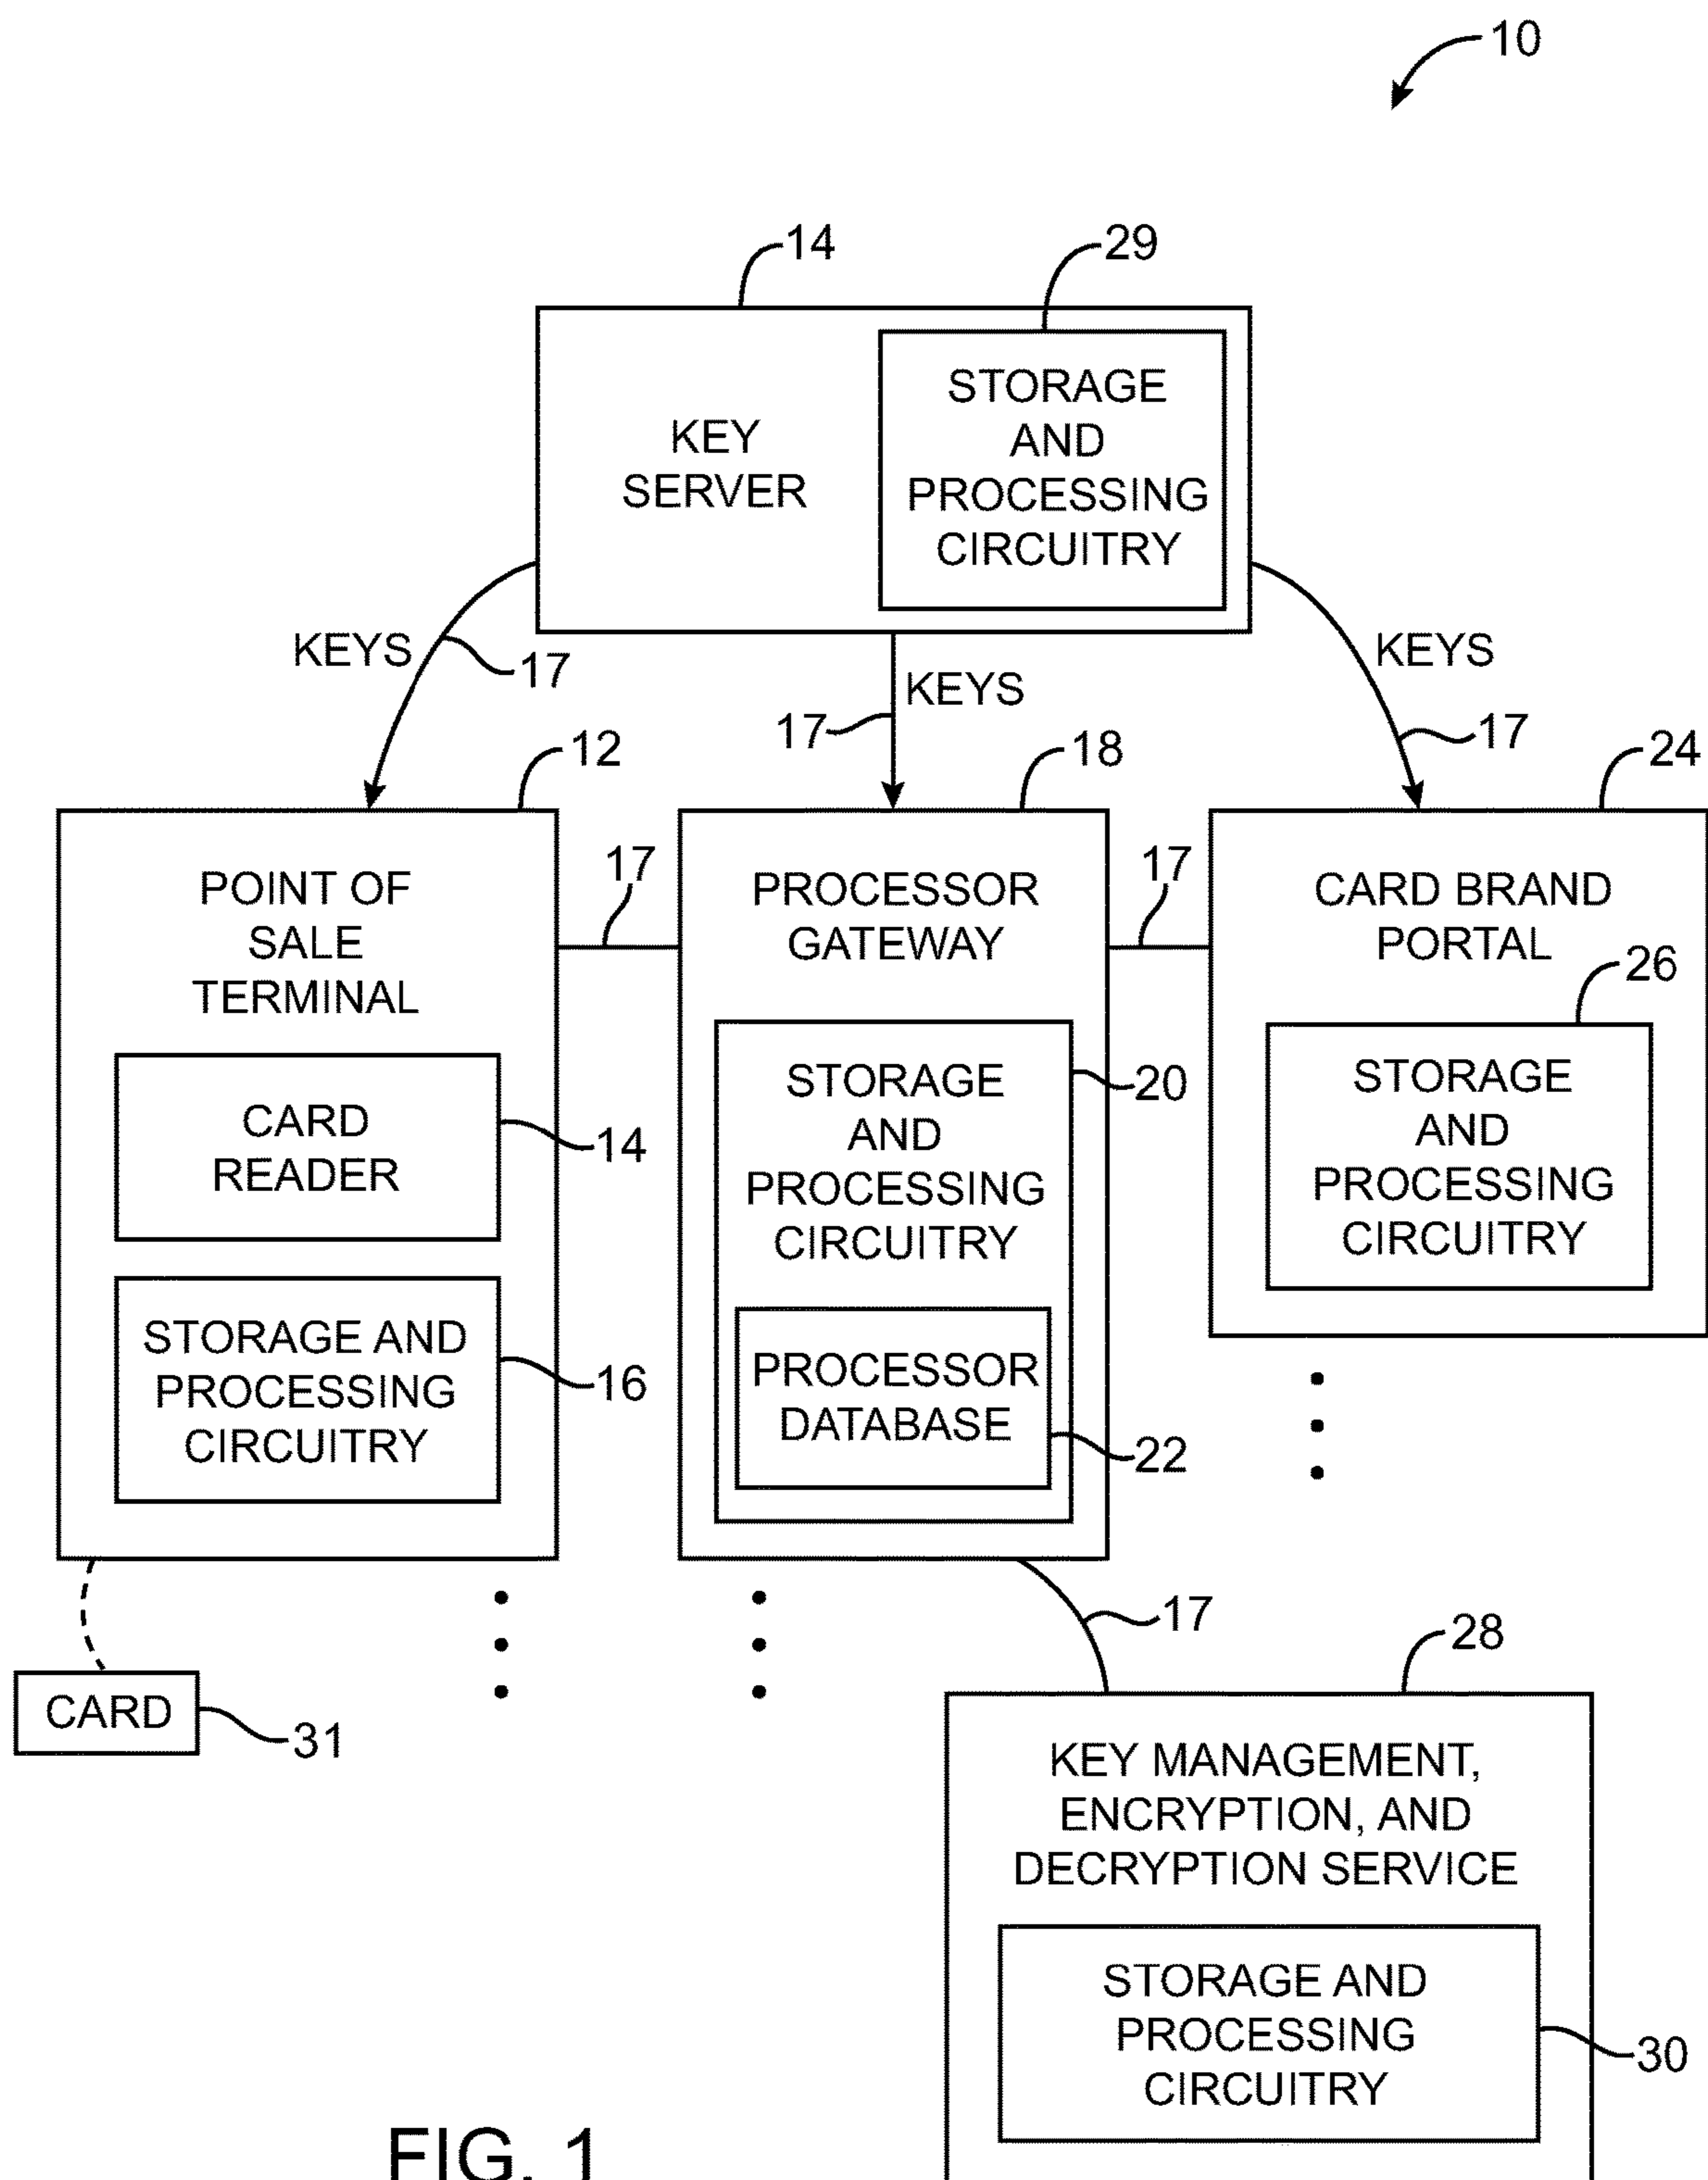 10
14
29
KEY
SERVER
STORAGE
AND
PROCESSING
CIRCUITRY
KEYS
17
KEYS
17
KEYS
17
12
18
24
POINT OF
SALE
TERMINAL
17
PROCESSOR
GATEWAY
17
CARD BRAND
PORTAL
26
CARD
READER
14
STORAGE
AND
PROCESSING
CIRCUITRY
20
STORAGE
AND
PROCESSING
CIRCUITRY
STORAGE AND
PROCESSING
CIRCUITRY
16
PROCESSOR
DATABASE
22
17
28
CARD
31
KEY MANAGEMENT,
ENCRYPTION, AND
DECRYPTION SERVICE
STORAGE AND
PROCESSING
CIRCUITRY
30
FIG. 1